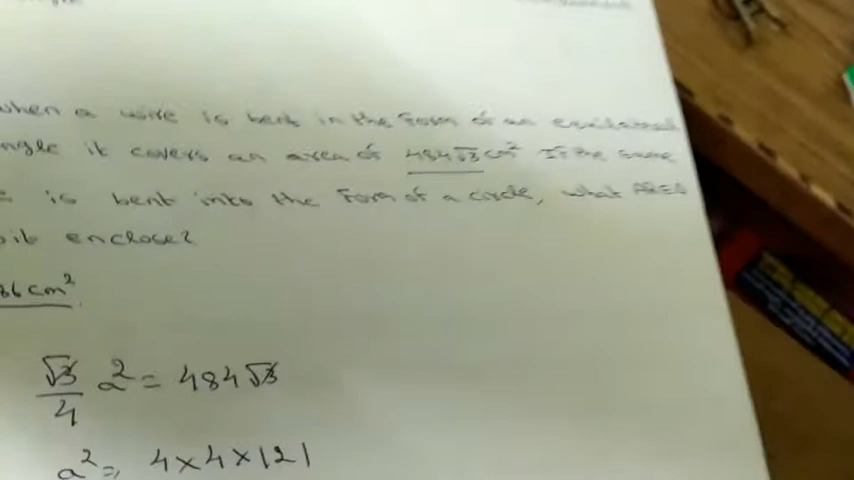 when a wire is bent in the form of an equilateral
ngle it covers an area of 484√3 cm² If the same
is bent into the form of a circle, what AREA
it enclose?
86 cm²
√3/4 a² = 484√3
a² = 4×4×121